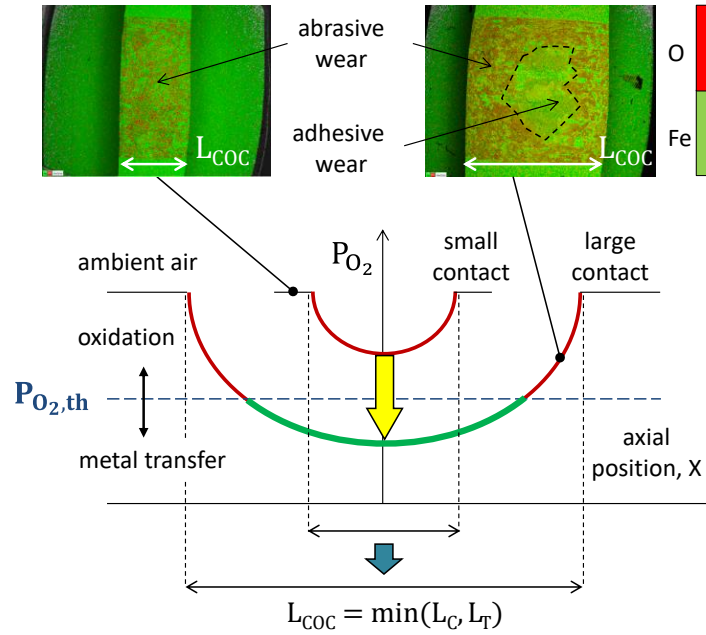 abrasive
wear
adhesive
wear
L_COC
L_COC
O
Fe
P_O₂
small
contact
large
contact
ambient air
oxidation
P_O₂,th
metal transfer
axial
position, X
L_COC = min(L_C, L_T)